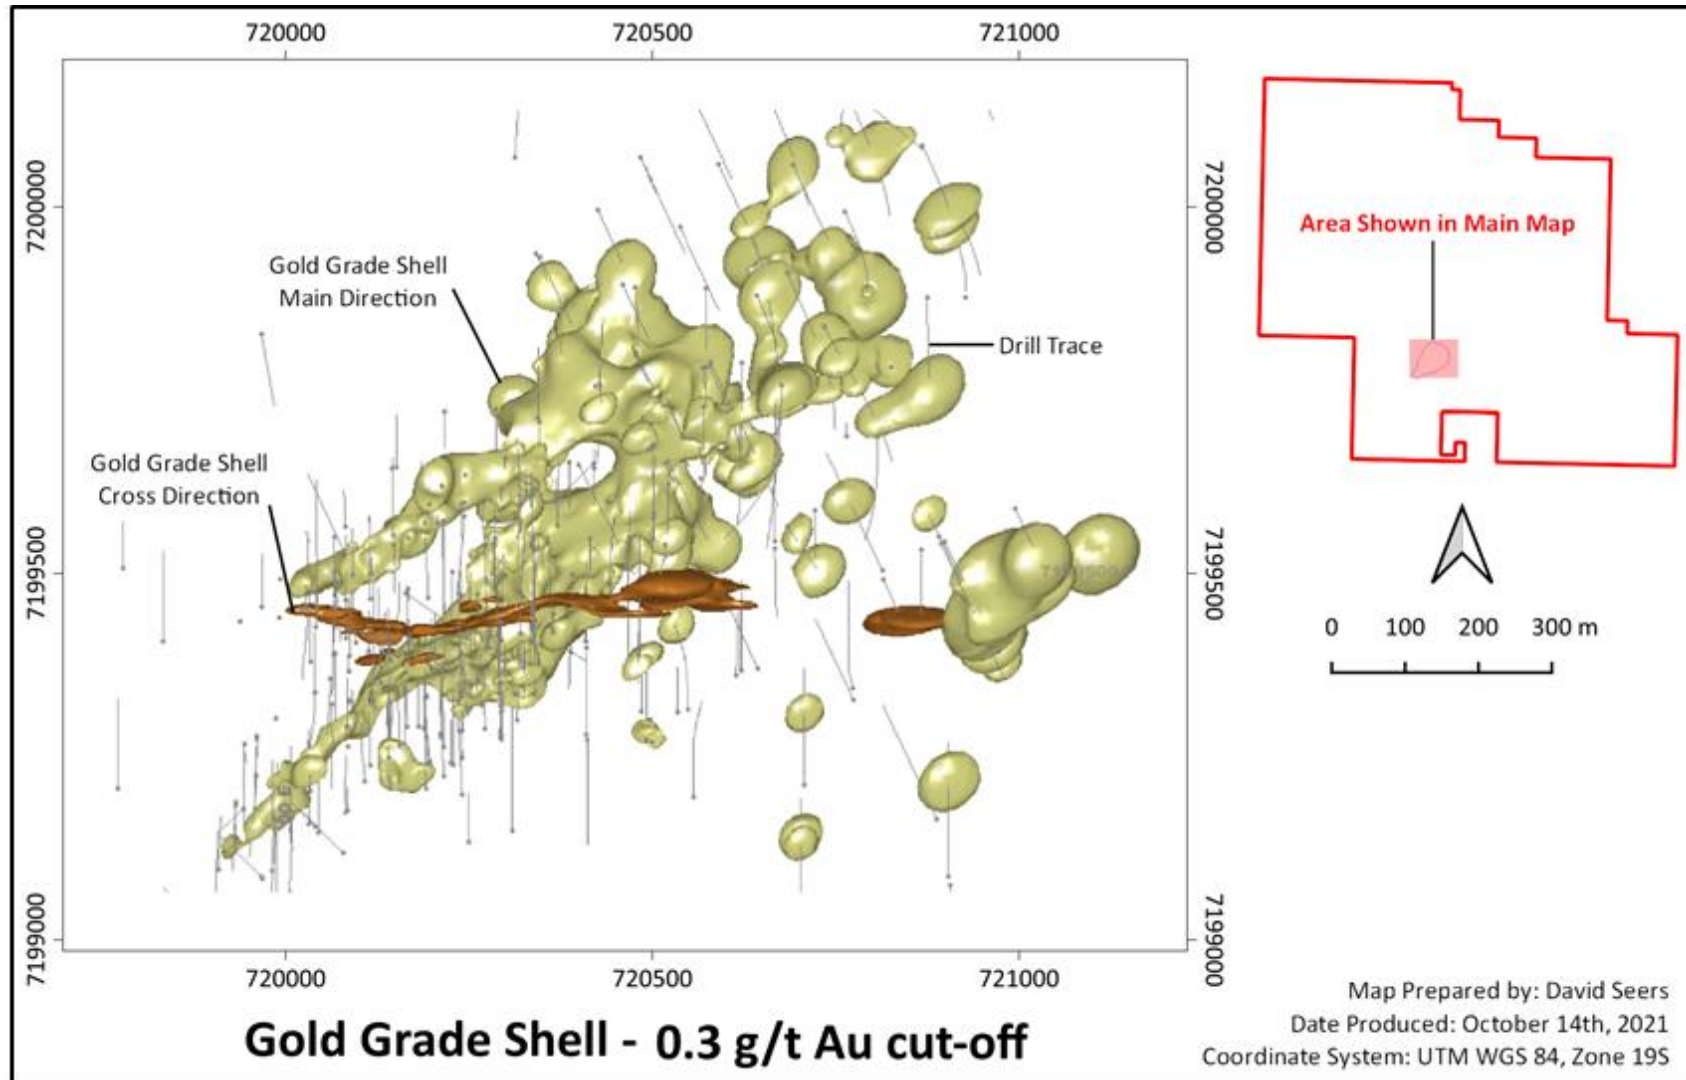 720000
720500
721000
7200000
7200000
Gold Grade Shell
Main Direction
Drill Trace
Gold Grade Shell
Cross Direction
7199500
7199500
7199000
7199000
720000
720500
721000
Gold Grade Shell - 0.3 g/t Au cut-off
Area Shown in Main Map
0 100 200 300 m
Map Prepared by: David Seers
Date Produced: October 14th, 2021
Coordinate System: UTM WGS 84, Zone 19S